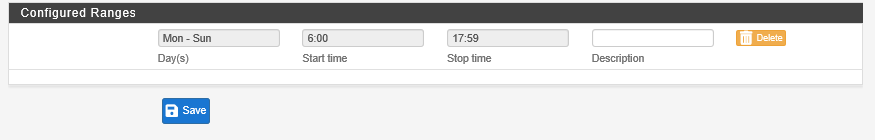 Configured Ranges
Mon - Sun 6:00 17:59 Delete
Day(s) Start time Stop time Description
Save